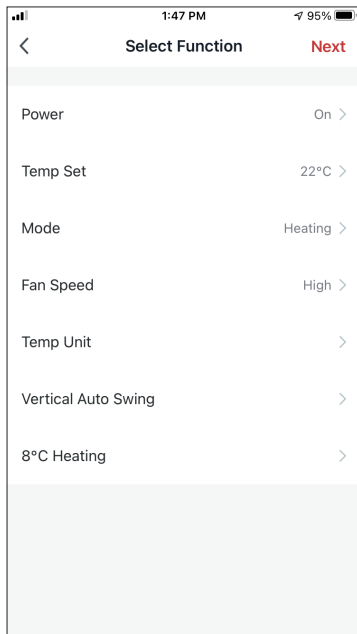 1:47 PM 95%
Select Function Next
Power On
Temp Set 22°C
Mode Heating
Fan Speed High
Temp Unit
Vertical Auto Swing
8°C Heating